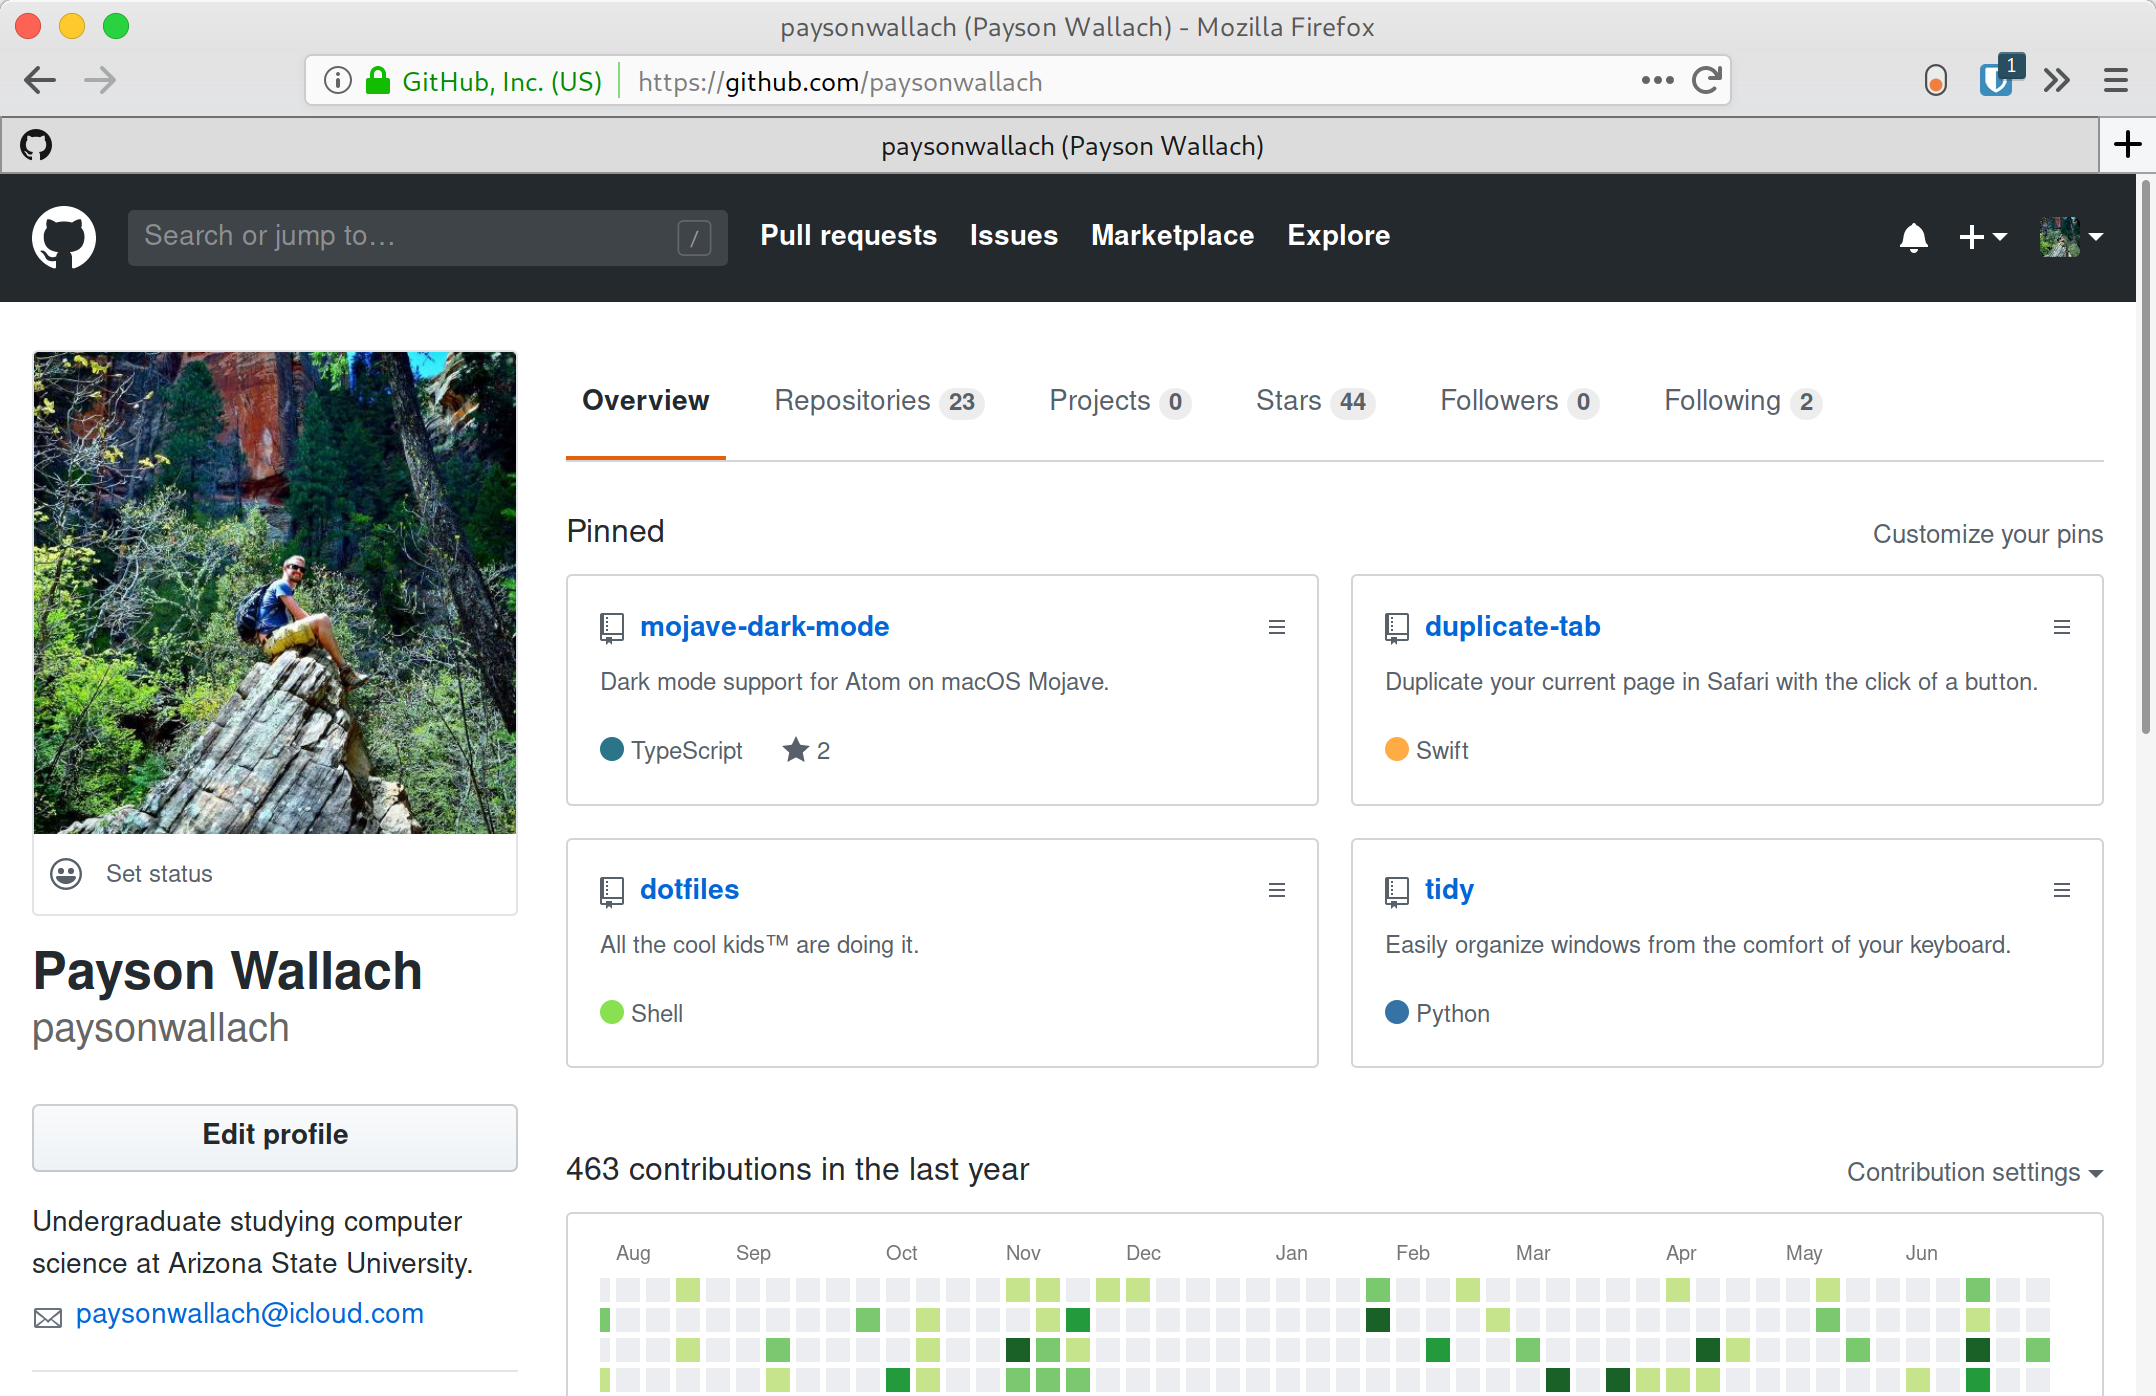 paysonwallach (Payson Wallach) - Mozilla Firefox
GitHub, Inc. (US) https://github.com/paysonwallach
1
paysonwallach (Payson Wallach)
Search or jump to… /
Pull requests Issues Marketplace Explore
Overview Repositories 23 Projects 0 Stars 44 Followers 0 Following 2
Pinned
Customize your pins
mojave-dark-mode
Dark mode support for Atom on macOS Mojave.
TypeScript 2
duplicate-tab
Duplicate your current page in Safari with the click of a button.
Swift
dotfiles
All the cool kids™ are doing it.
Shell
tidy
Easily organize windows from the comfort of your keyboard.
Python
Set status
Payson Wallach
paysonwallach
Edit profile
Undergraduate studying computer
science at Arizona State University.
paysonwallach@icloud.com
463 contributions in the last year
Contribution settings
Aug Sep Oct Nov Dec Jan Feb Mar Apr May Jun